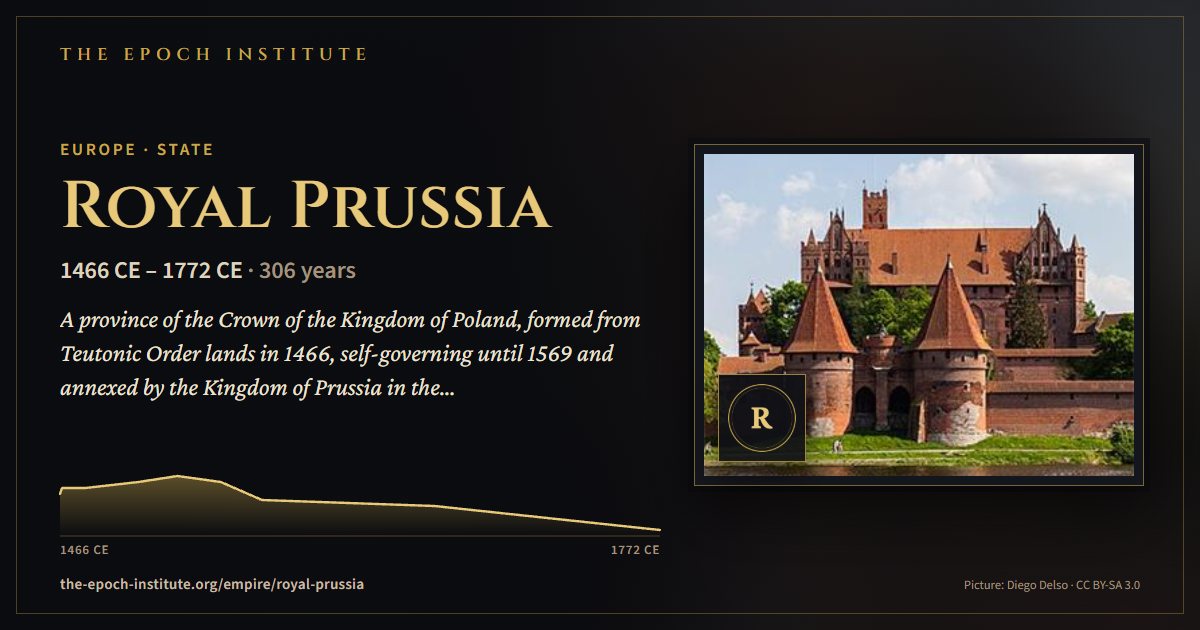 THE EPOCH INSTITUTE
EUROPE · STATE
ROYAL PRUSSIA
1466 CE – 1772 CE · 306 years
A province of the Crown of the Kingdom of Poland, formed from
Teutonic Order lands in 1466, self-governing until 1569 and
annexed by the Kingdom of Prussia in the...
R
1466 CE
1772 CE
the-epoch-institute.org/empire/royal-prussia
Picture: Diego Delso · CC BY-SA 3.0